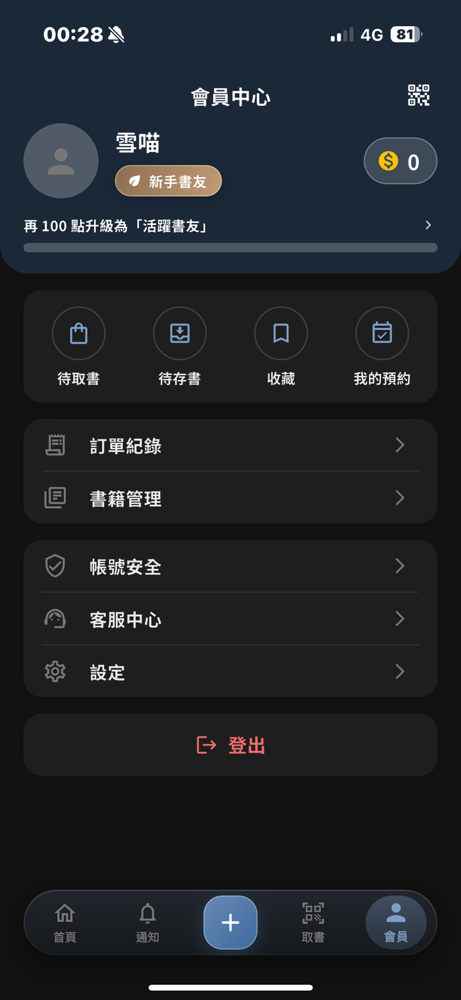 00:28
4G
81
會員中心
雪喵
新手書友
0
再 100 點升級為「活躍書友」
待取書
待存書
收藏
我的預約
訂單紀錄
書籍管理
帳號安全
客服中心
設定
登出
首頁
通知
取書
會員